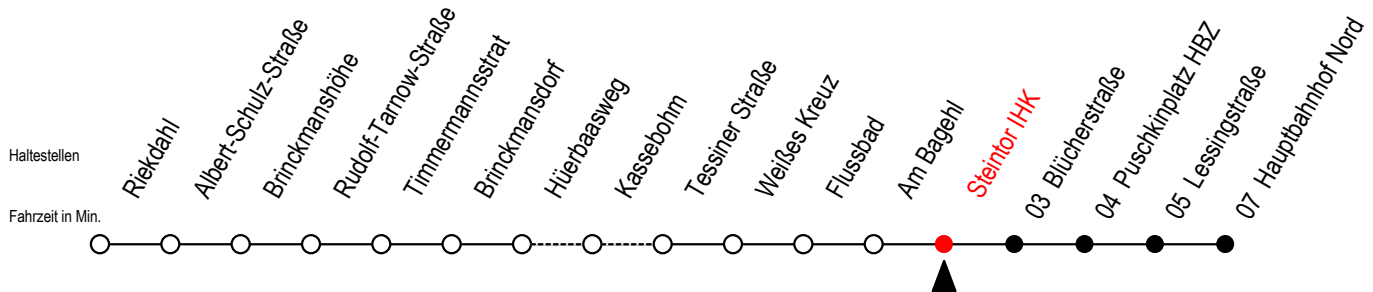 Haltestellen
Fahrzeit in Min.
Riekdahl
Albert-Schulz-Straße
Brinckmanshöhe
Rudolf-Tarnow-Straße
Timmermannsstrat
Brinckmansdorf
Hüerbaasweg
Kassebohm
Tessiner Straße
Weißes Kreuz
Flussbad
Am Bagehl
Steintor IHK
03 Blücherstraße
04 Puschkinplatz HBZ
05 Lessingstraße
07 Hauptbahnhof Nord